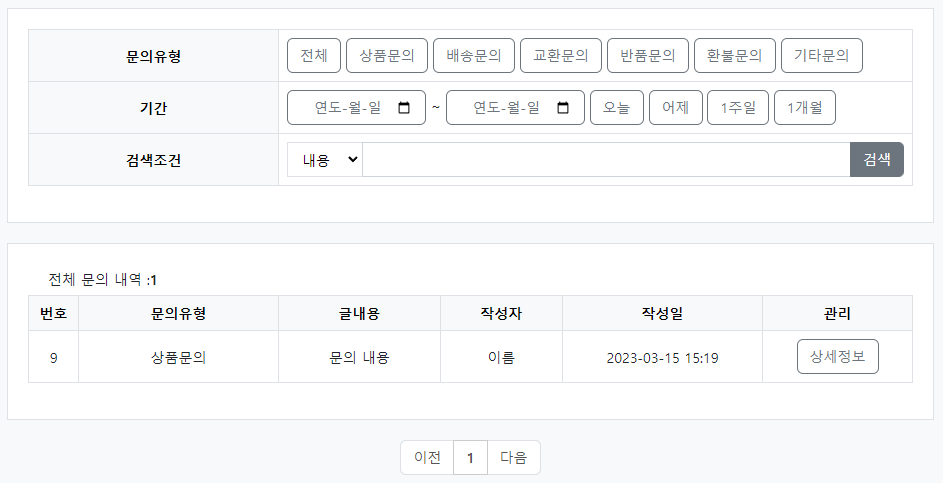 문의유형 전체 상품문의 배송문의 교환문의 반품문의 환불문의 기타문의
기간 연도-월-일 ~ 연도-월-일 오늘 어제 1주일 1개월
검색조건 내용 검색
전체 문의 내역 :1
번호 문의유형 글내용 작성자 작성일 관리
9 상품문의 문의 내용 이름 2023-03-15 15:19 상세정보
이전 1 다음